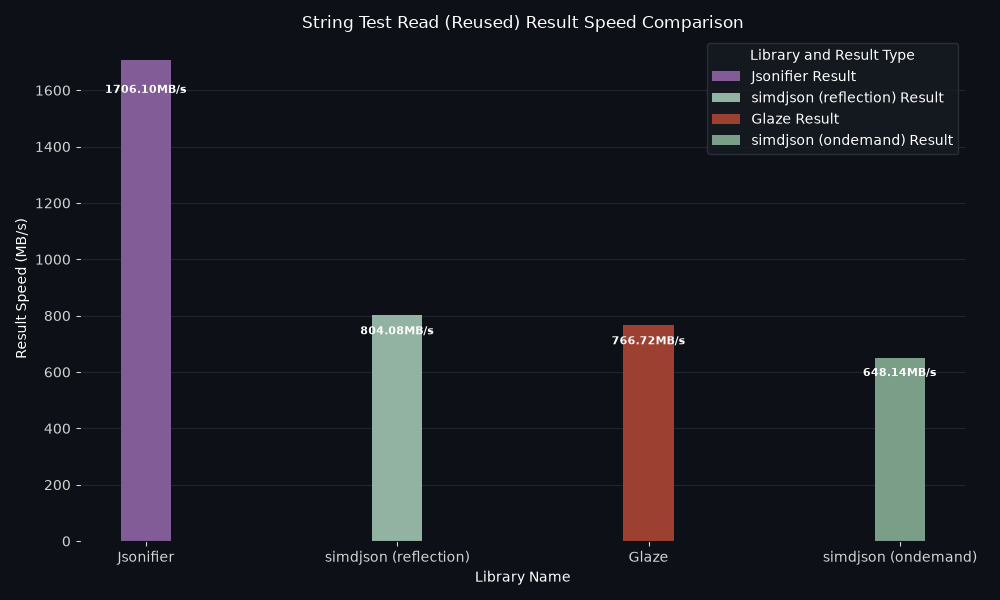 String Test Read (Reused) Result Speed Comparison
Library and Result Type
Jsonifier Result
simdjson (reflection) Result
Glaze Result
simdjson (ondemand) Result
Result Speed (MB/s)
1600
1400
1200
1000
800
600
400
200
0
1706.10MB/s
804.08MB/s
766.72MB/s
648.14MB/s
Jsonifier
simdjson (reflection)
Glaze
simdjson (ondemand)
Library Name